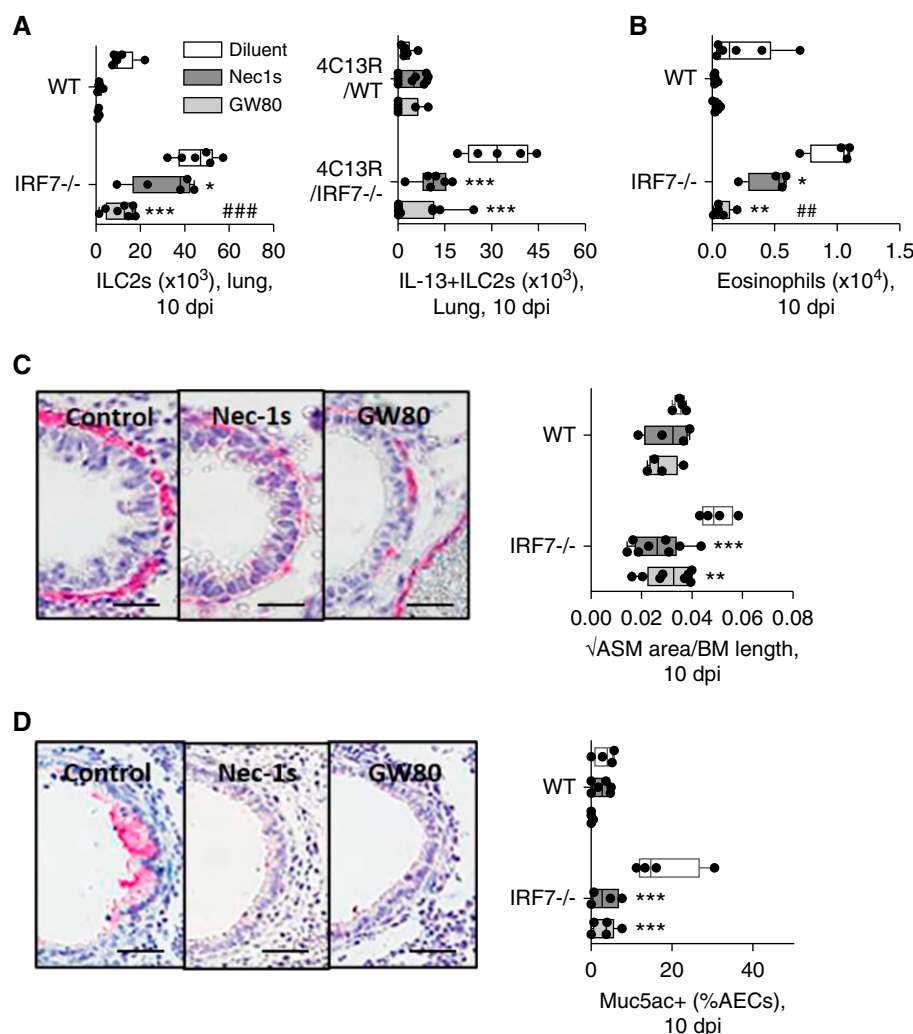 A
Diluent
Nec1s
GW80
WT
IRF7-/-
*
***
###
0 20 40 60 80
ILC2s (x10³), lung,
10 dpi
4C13R
/WT
4C13R
/IRF7-/-
***
***
0 15 30 45 60
IL-13+ILC2s (x10³),
Lung, 10 dpi
B
WT
IRF7-/-
*
**
##
0.0 0.5 1.0 1.5
Eosinophils (x10⁴),
10 dpi
C
Control Nec-1s GW80
WT
IRF7-/-
***
**
0.00 0.02 0.04 0.06 0.08
√ASM area/BM length,
10 dpi
D
Control Nec-1s GW80
WT
IRF7-/-
***
***
0 20 40
Muc5ac+ (%AECs),
10 dpi